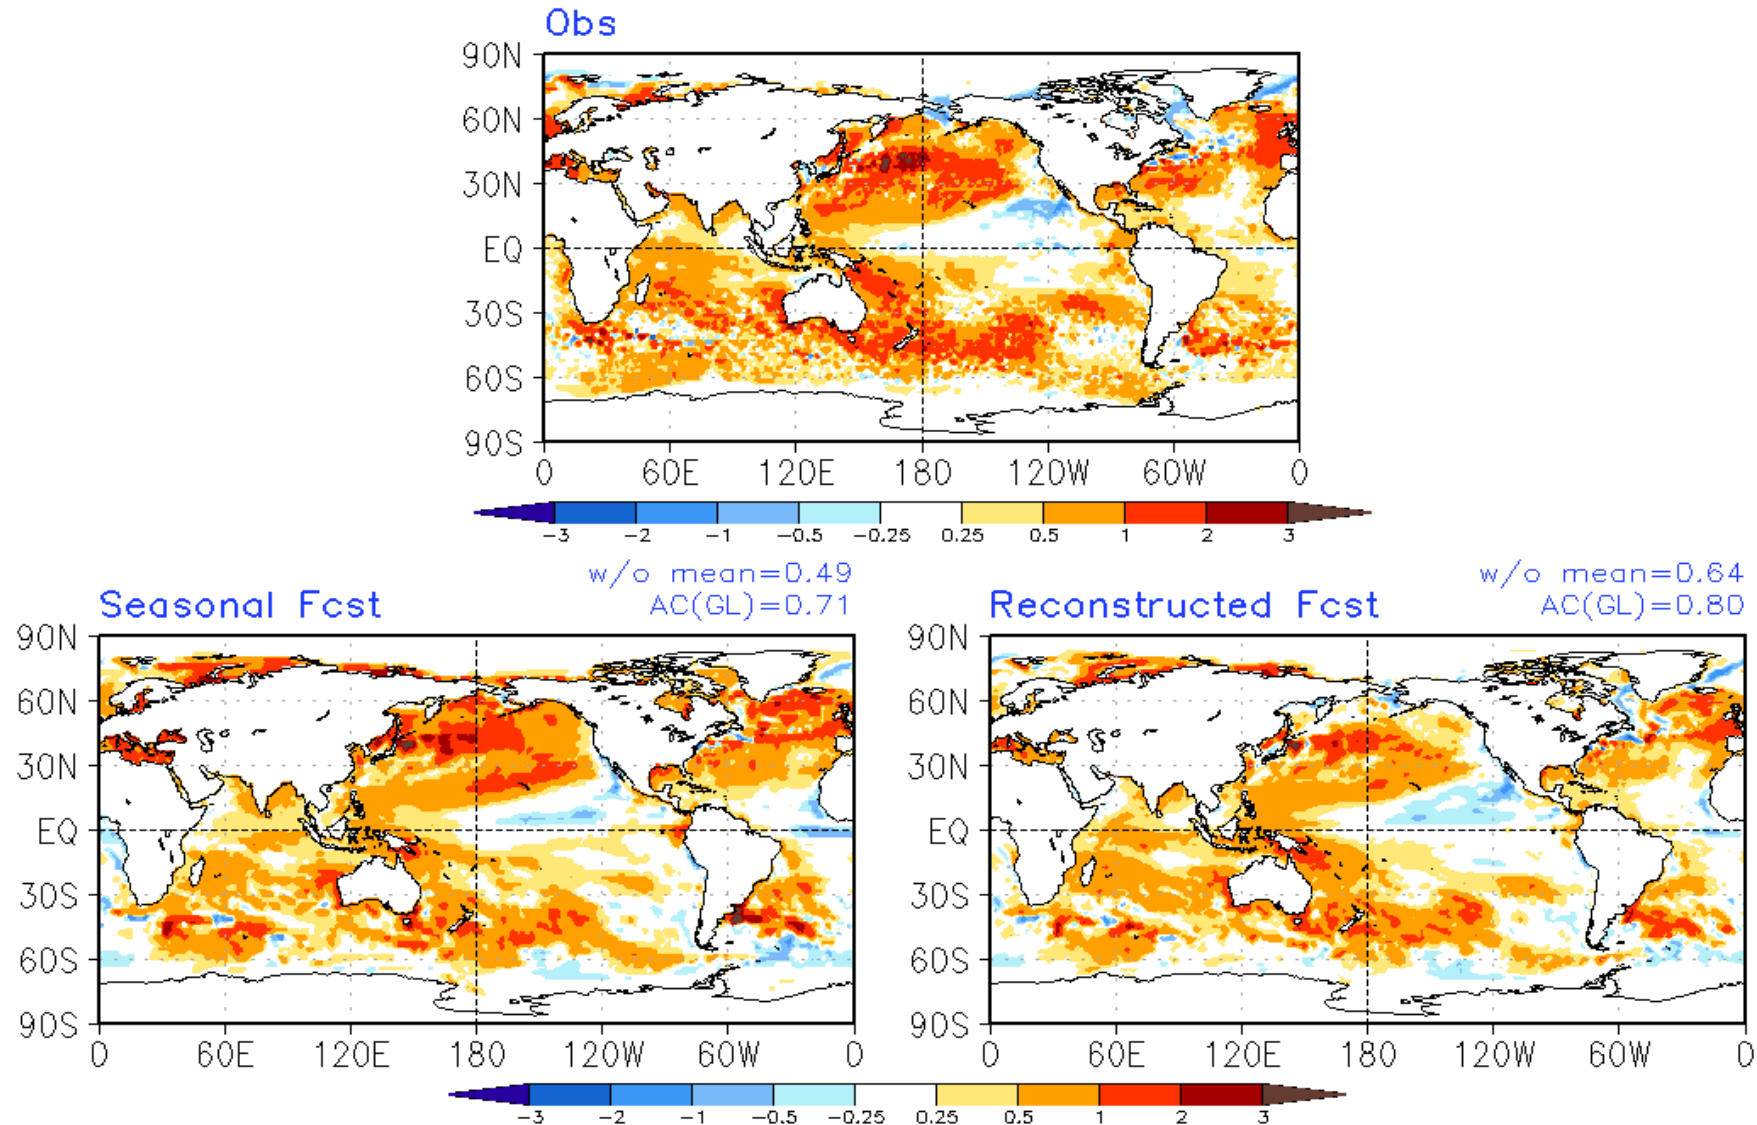 Obs
90N
60N
30N
EQ
30S
60S
90S
0 60E 120E 180 120W 60W 0
-3 -2 -1 -0.5 -0.25 0.25 0.5 1 2 3
w/o mean=0.49
Seasonal Fcst AC(GL)=0.71
90N
60N
30N
EQ
30S
60S
90S
0 60E 120E 180 120W 60W 0
w/o mean=0.64
Reconstructed Fcst AC(GL)=0.80
90N
60N
30N
EQ
30S
60S
90S
0 60E 120E 180 120W 60W 0
-3 -2 -1 -0.5 -0.25 0.25 0.5 1 2 3